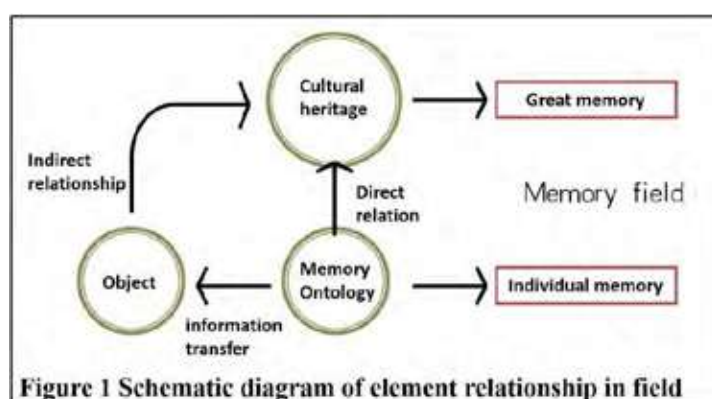 Cultural
heritage
Great memory
Indirect
relationship
Direct
relation
Memory field
Object
Memory
Ontology
Individual memory
information
transfer
Figure 1 Schematic diagram of element relationship in field